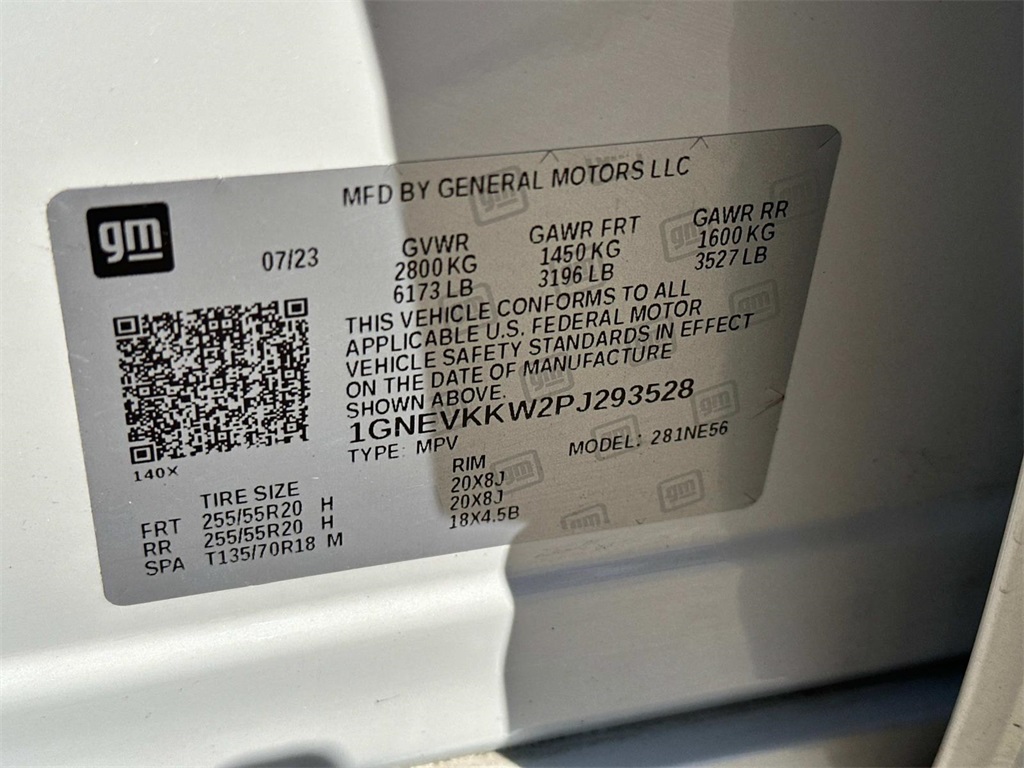 MFD BY GENERAL MOTORS LLC
gm
07/23
GVWR GAWR FRT GAWR RR
2800 KG 1450 KG 1600 KG
6173 LB 3196 LB 3527 LB
THIS VEHICLE CONFORMS TO ALL
APPLICABLE U.S. FEDERAL MOTOR
VEHICLE SAFETY STANDARDS IN EFFECT
ON THE DATE OF MANUFACTURE
SHOWN ABOVE.
1GNEVKKW2PJ293528
TYPE: MPV MODEL: 281NE56
140X
TIRE SIZE RIM
FRT 255/55R20 H 20X8J
RR 255/55R20 H 20X8J
SPA T135/70R18 M 18X4.5B